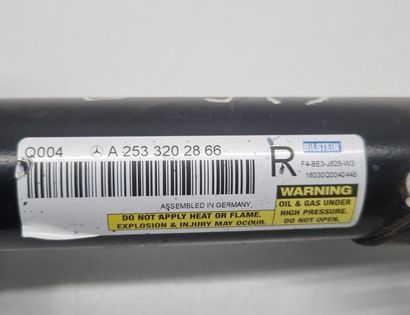 Q004 A 253 320 28 66
R
BILSTEIN
F4-BE3-J625-W3
16030Q0040446
ASSEMBLED IN GERMANY
WARNING
OIL & GAS UNDER
HIGH PRESSURE.
DO NOT OPEN.
DO NOT APPLY HEAT OR FLAME.
EXPLOSION & INJURY MAY OCOUR.